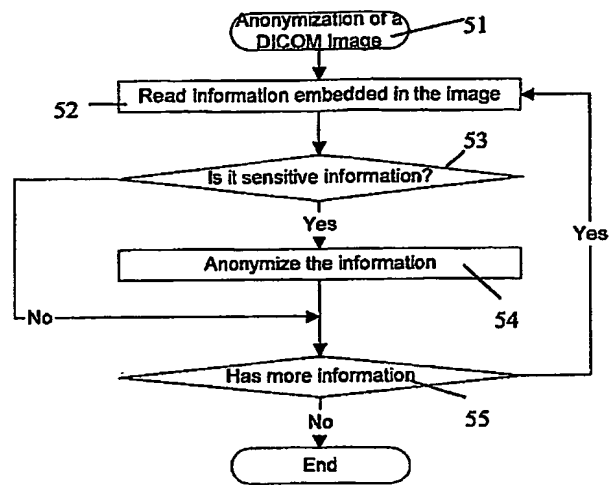 Anonymization of a
DICOM Image
51
Read information embedded in the image
52
53
Is it sensitive information?
Yes
Yes
Anonymize the information
54
No
Has more information
55
No
End